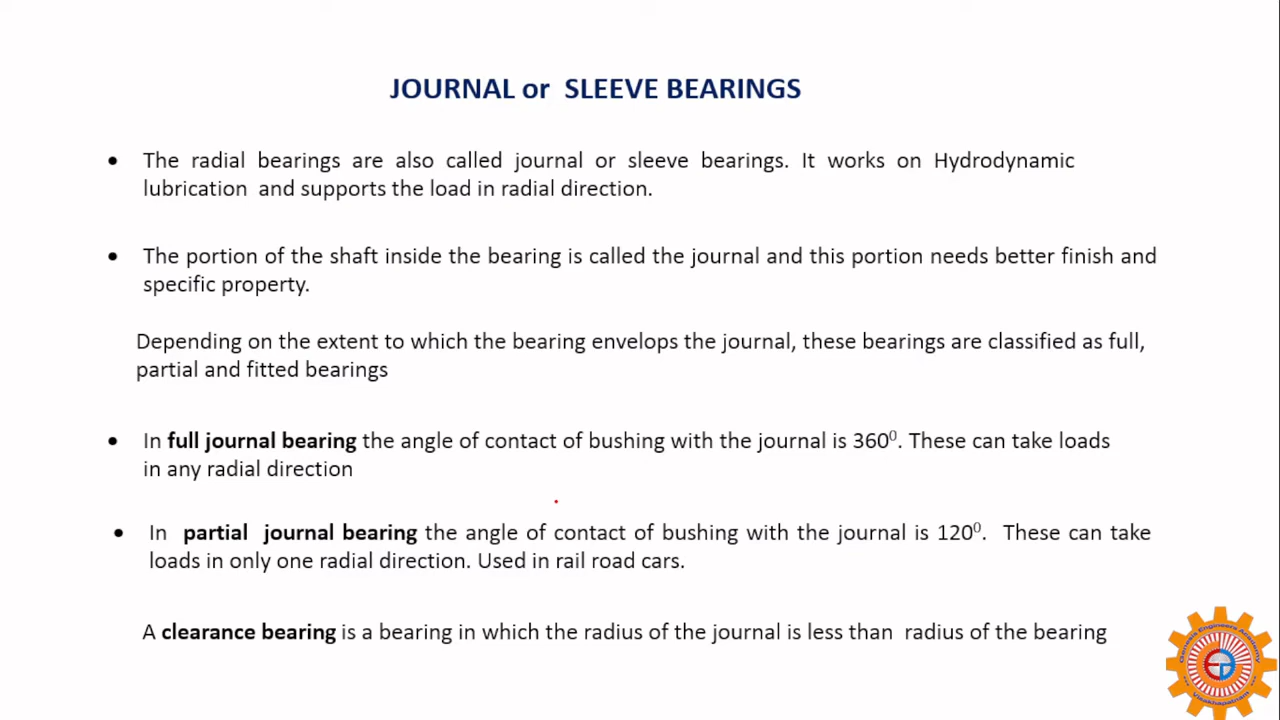 JOURNAL or SLEEVE BEARINGS
• The radial bearings are also called journal or sleeve bearings. It works on Hydrodynamic
lubrication and supports the load in radial direction.
• The portion of the shaft inside the bearing is called the journal and this portion needs better finish and
specific property.
Depending on the extent to which the bearing envelops the journal, these bearings are classified as full,
partial and fitted bearings
• In full journal bearing the angle of contact of bushing with the journal is 360⁰. These can take loads
in any radial direction
• In partial journal bearing the angle of contact of bushing with the journal is 120⁰. These can take
loads in only one radial direction. Used in rail road cars.
A clearance bearing is a bearing in which the radius of the journal is less than radius of the bearing
Genesis Engineers Academy
Visakhapatnam